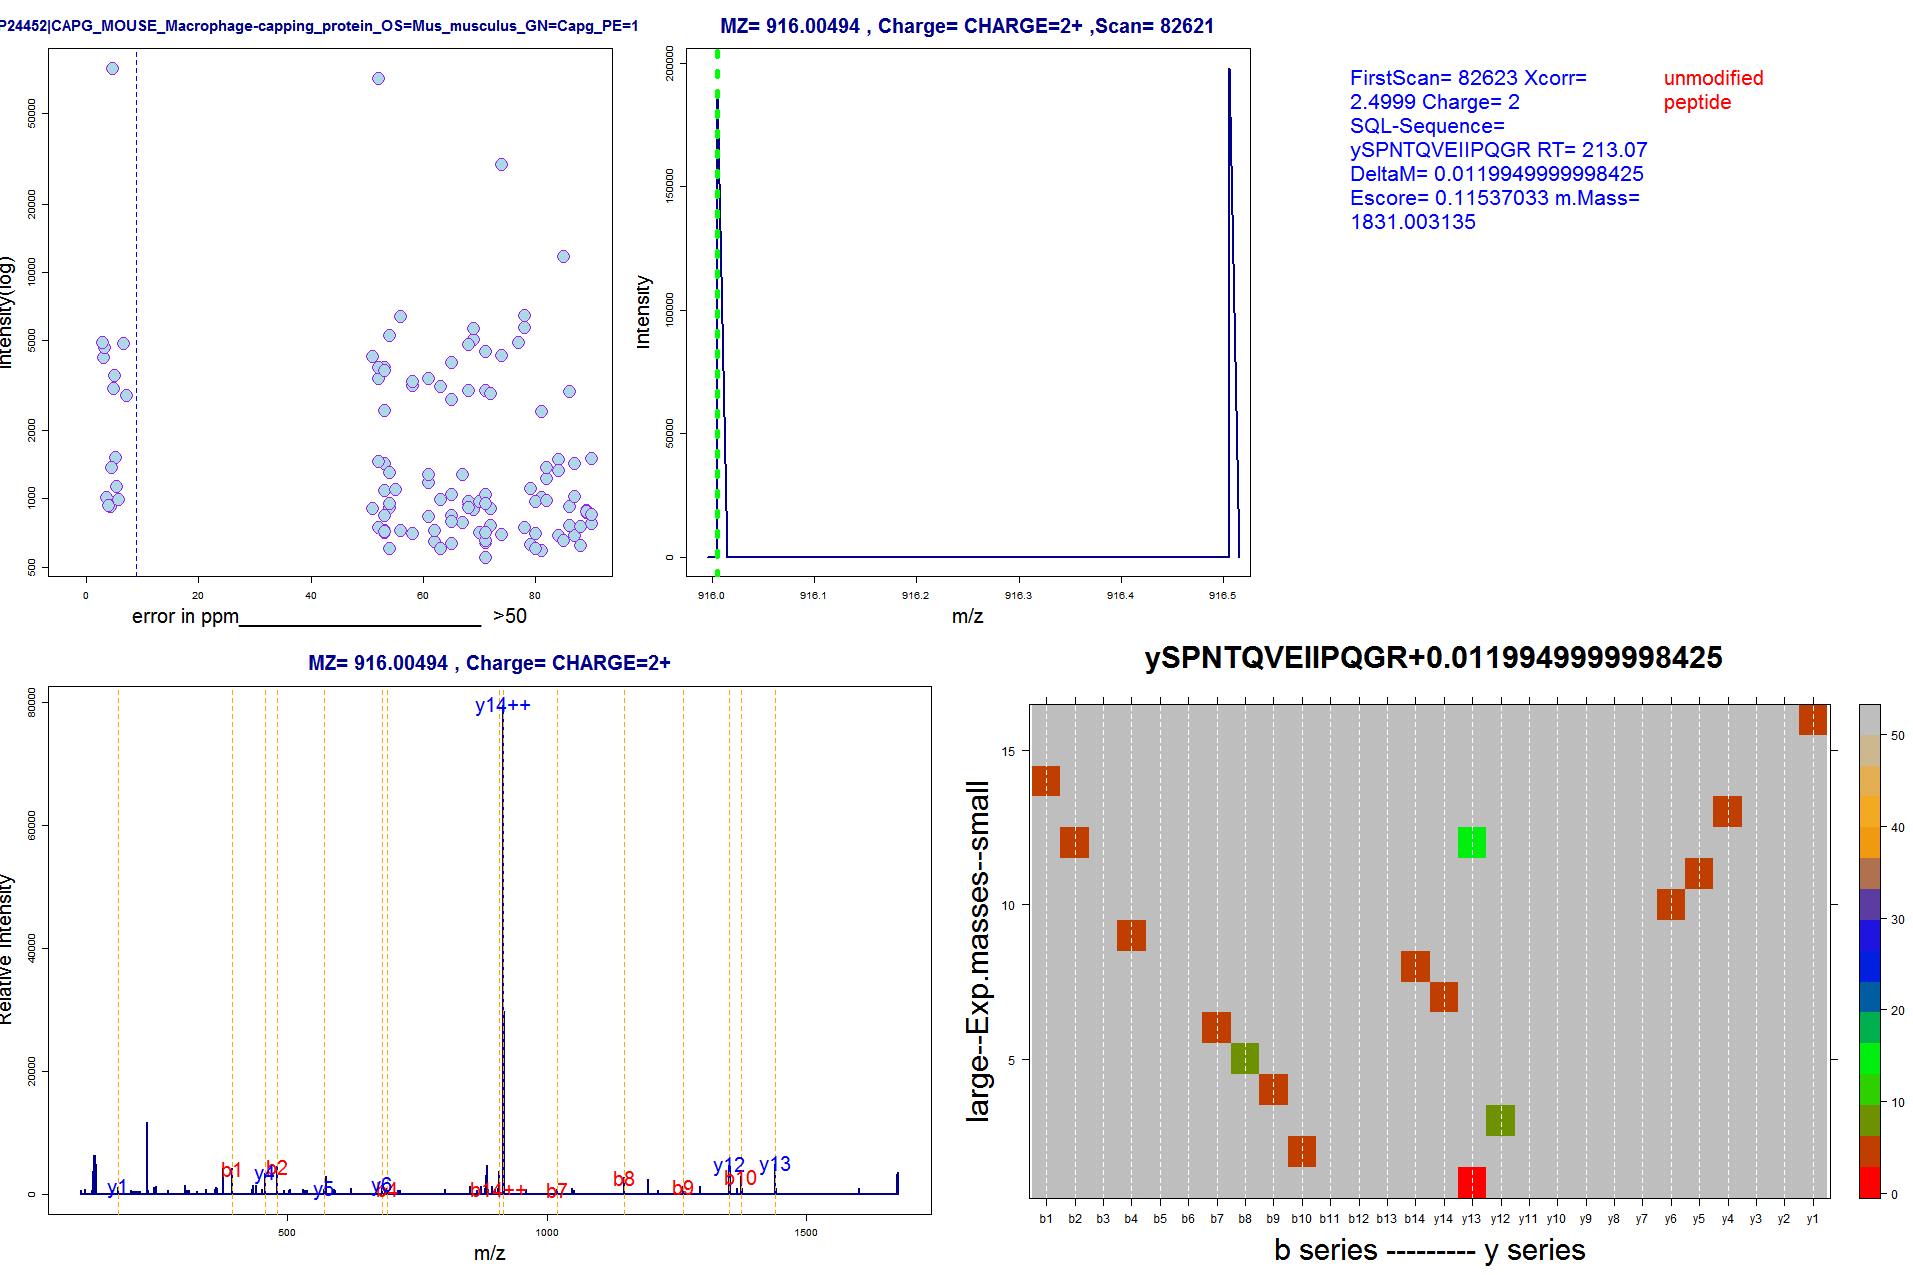 P24452|CAPG_MOUSE_Macrophage-capping_protein_OS=Mus_musculus_GN=Capg_PE=1
50000
20000
10000
5000
2000
1000
500
Intensity(log)
0 20 40 60 80
error in ppm______________________ >50
MZ= 916.00494 , Charge= CHARGE=2+ ,Scan= 82621
200000
150000
100000
50000
0
Intensity
916.0 916.1 916.2 916.3 916.4 916.5
m/z
FirstScan= 82623 Xcorr=
2.4999 Charge= 2
SQL-Sequence=
ySPNTQVEIIPQGR RT= 213.07
DeltaM= 0.0119949999998425
Escore= 0.11537033 m.Mass=
1831.003135
unmodified
peptide
MZ= 916.00494 , Charge= CHARGE=2+
80000
60000
40000
20000
0
Relative Intensity
y14++
y1 b1 y4 b2 y5 y6 b4 b14++ b7 b8 b9 y12 b10 y13
500 1000 1500
m/z
ySPNTQVEIIPQGR+0.0119949999998425
15
10
5
large--Exp.masses--small
b1 b2 b3 b4 b5 b6 b7 b8 b9 b10 b11 b12 b13 b14 y14 y13 y12 y11 y10 y9 y8 y7 y6 y5 y4 y3 y2 y1
b series --------- y series
50
40
30
20
10
0